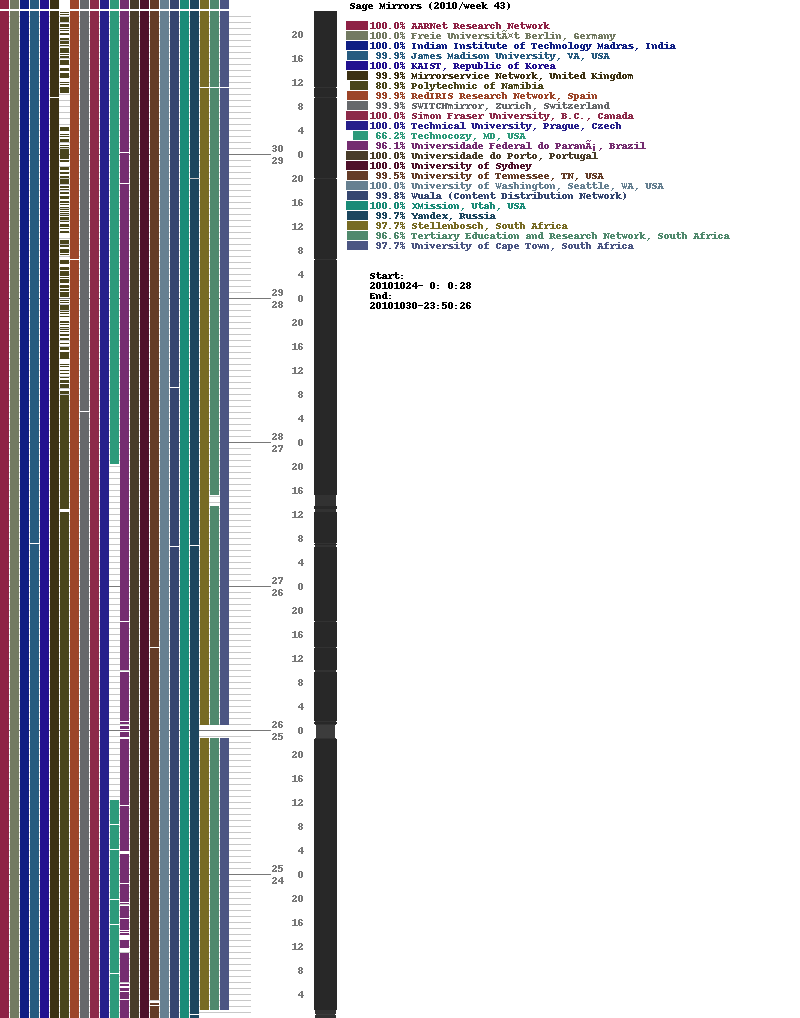 Sage Mirrors (2010/week 43)
100.0% AARNet Research Network
100.0% Freie UniversitÃ¤t Berlin, Germany
100.0% Indian Institute of Technology Madras, India
99.9% James Madison University, VA, USA
100.0% KAIST, Republic of Korea
99.9% Mirrorservice Network, United Kingdom
80.9% Polytechnic of Namibia
99.9% RedIRIS Research Network, Spain
99.9% SWITCHmirror, Zurich, Switzerland
100.0% Simon Fraser University, B.C., Canada
100.0% Technical University, Prague, Czech
66.2% Technocozy, MD, USA
96.1% Universidade Federal do ParanÃ¡, Brazil
100.0% Universidade do Porto, Portugal
100.0% University of Sydney
99.5% University of Tennessee, TN, USA
100.0% University of Washington, Seattle, WA, USA
99.8% Wuala (Content Distribution Network)
100.0% XMission, Utah, USA
99.7% Yandex, Russia
97.7% Stellenbosch, South Africa
96.6% Tertiary Education and Research Network, South Africa
97.7% University of Cape Town, South Africa
Start:
20101024- 0: 0:28
End:
20101030-23:50:26
20
16
12
8
4
30
0
29
20
16
12
8
4
29
0
28
20
16
12
8
4
28
0
27
20
16
12
8
4
27
0
26
20
16
12
8
4
26
0
25
20
16
12
8
4
25
0
24
20
16
12
8
4